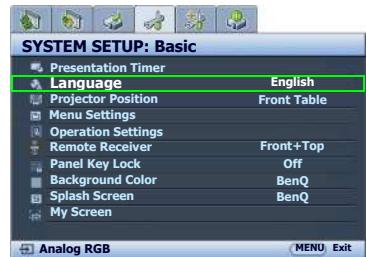 SYSTEM SETUP: Basic
Presentation Timer
Language English
Projector Position Front Table
Menu Settings
Operation Settings
Remote Receiver Front+Top
Panel Key Lock Off
Background Color BenQ
Splash Screen BenQ
My Screen
Analog RGB MENU Exit